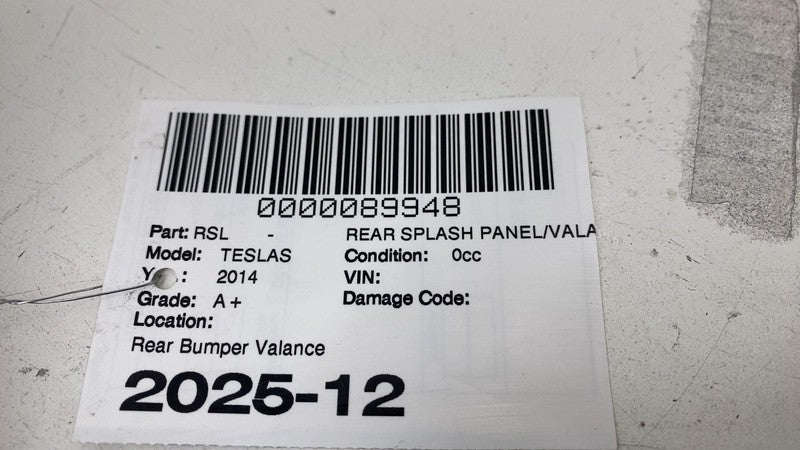 0000089948
Part: RSL - REAR SPLASH PANEL/VALA
Model: TESLAS Condition: 0cc
Y : 2014 VIN:
Grade: A+ Damage Code:
Location:
Rear Bumper Valance
2025-12